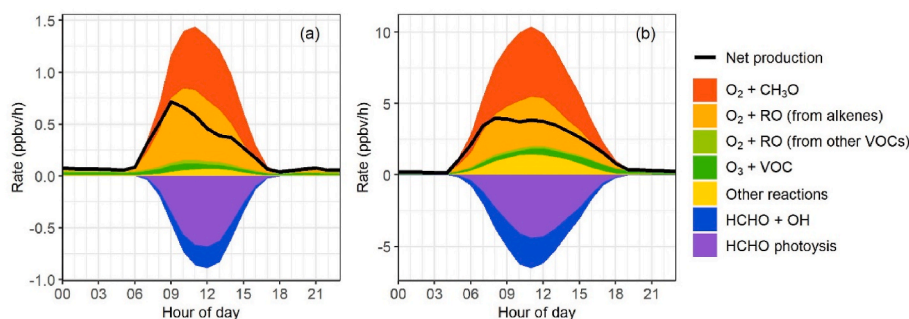 (a)
(b)
Rate (ppbv/h)
1.5
1.0
0.5
0.0
-0.5
-1.0
00 03 06 09 12 15 18 21
Hour of day
Rate (ppbv/h)
10
5
0
-5
00 03 06 09 12 15 18 21
Hour of day
Net production
O₂ + CH₃O
O₂ + RO (from alkenes)
O₂ + RO (from other VOCs)
O₃ + VOC
Other reactions
HCHO + OH
HCHO photoysis